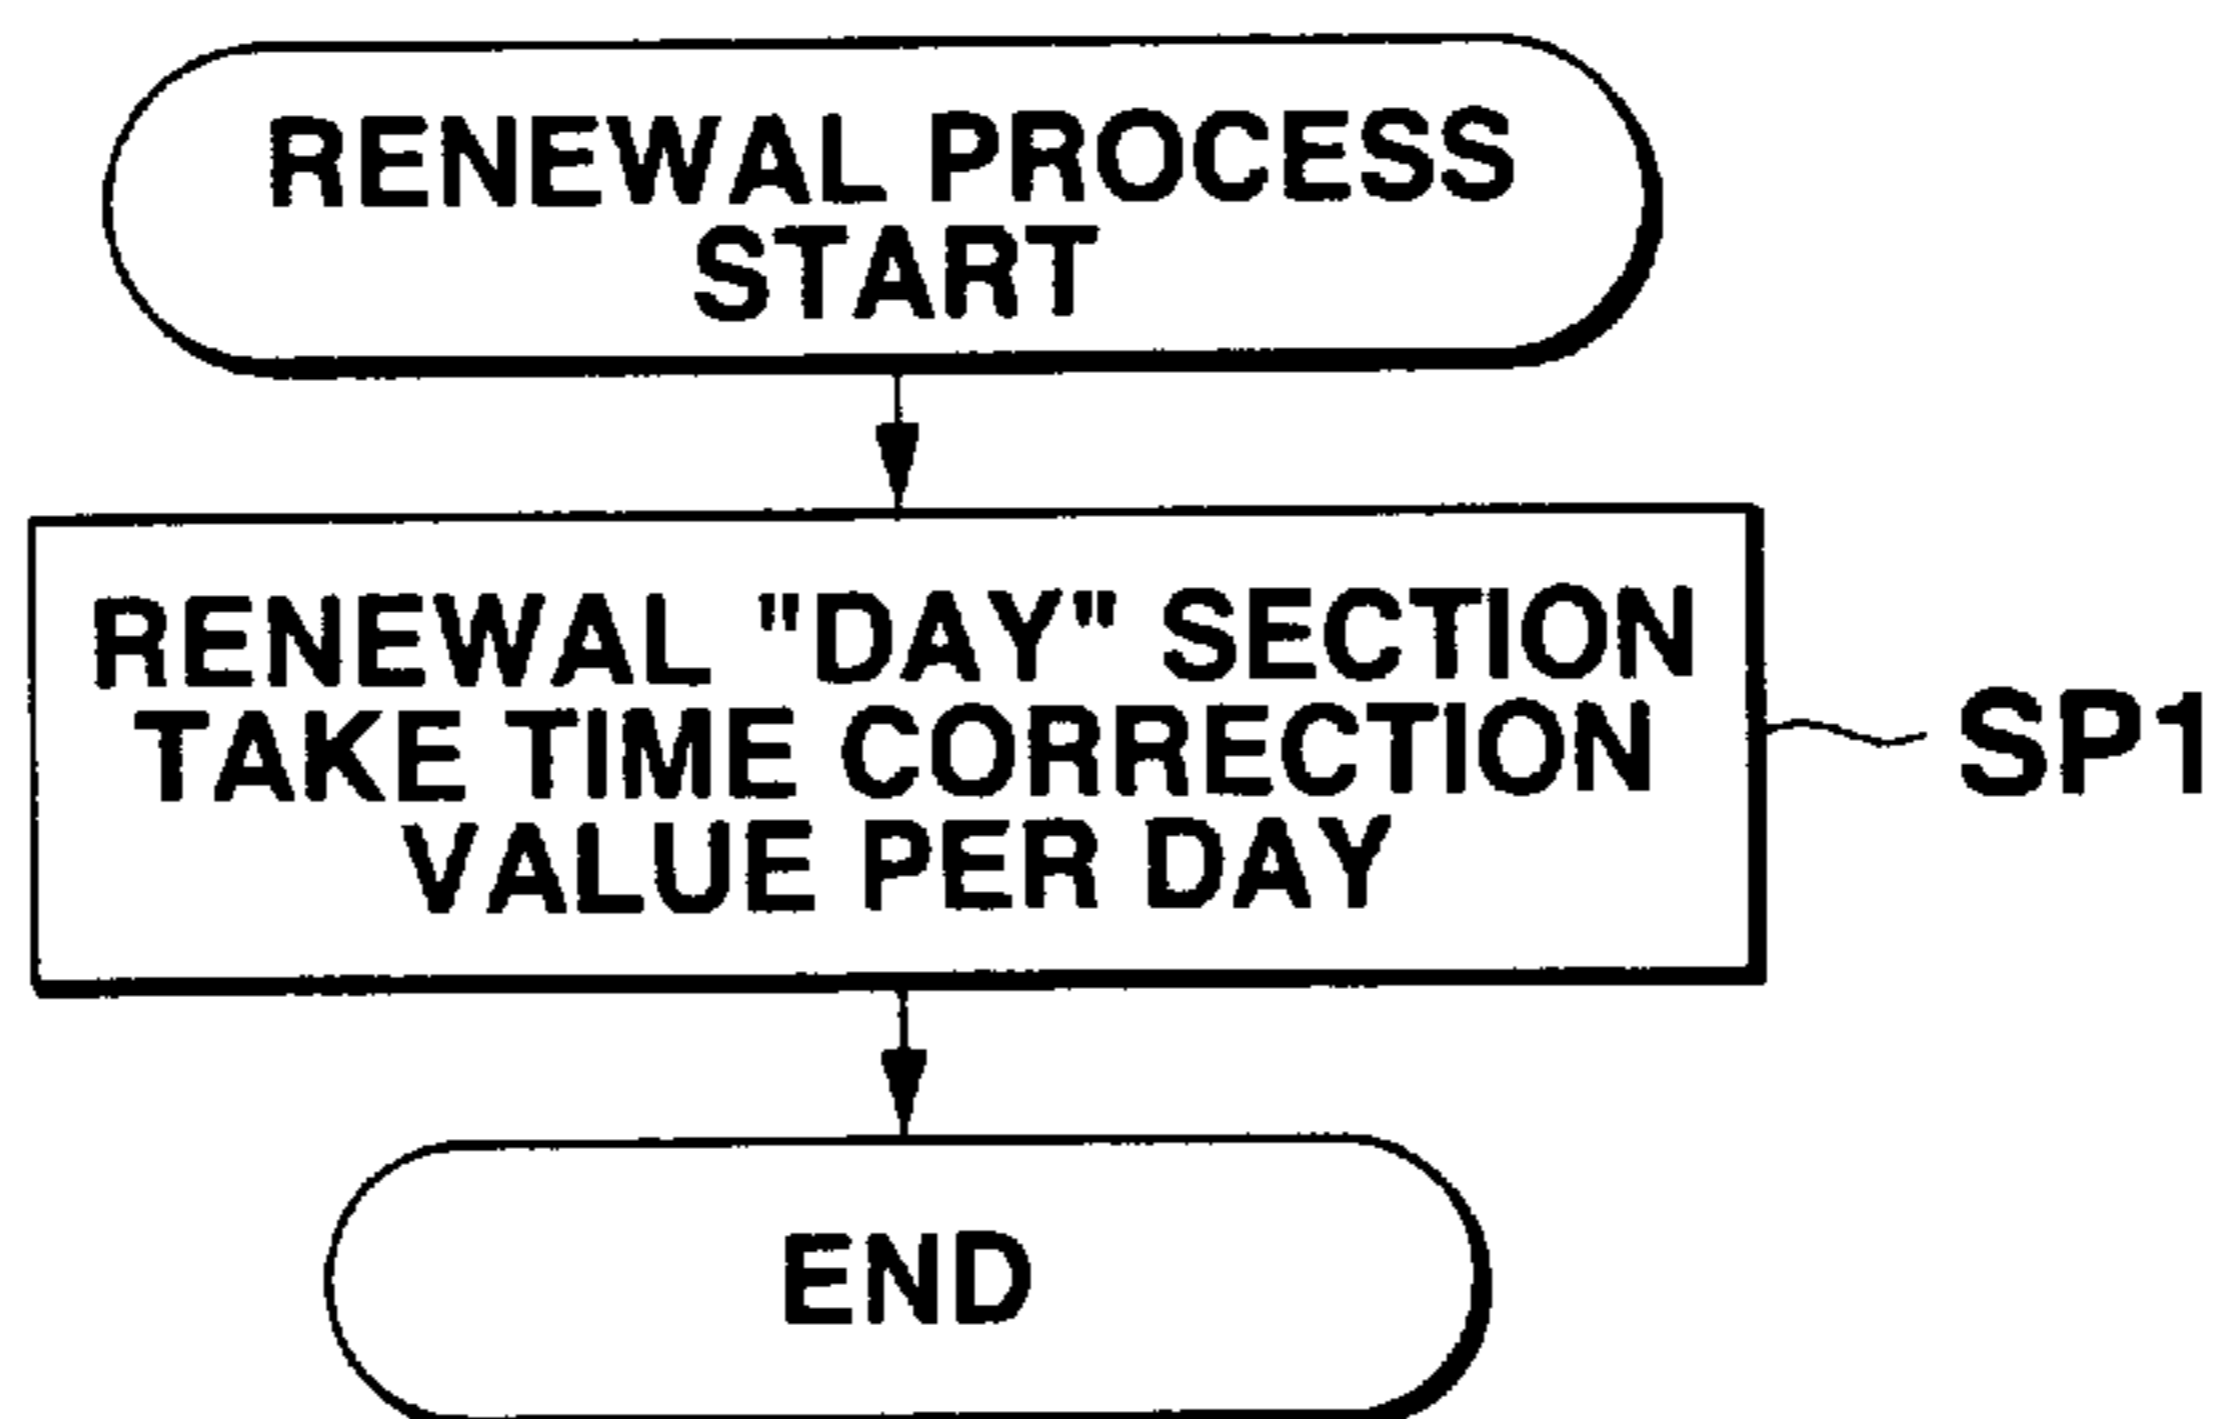 RENEWAL PROCESS
START
RENEWAL "DAY" SECTION
TAKE TIME CORRECTION
VALUE PER DAY
SP1
END